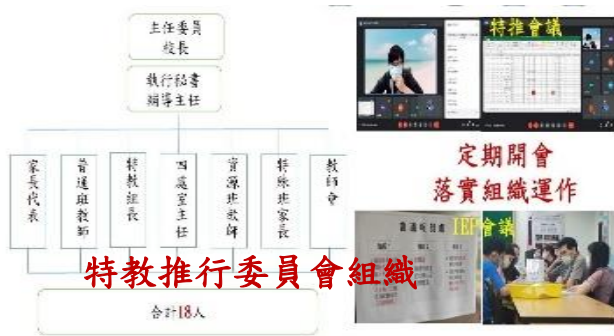 主任委員
校長
執行秘書
輔導主任
家長代表
普通班教師
特教組長
四處室主任
資源班教師
特殊班家長
教師會
特教推行委員會組織
合計18人
特推會議
定期開會
落實組織運作
IEP會議